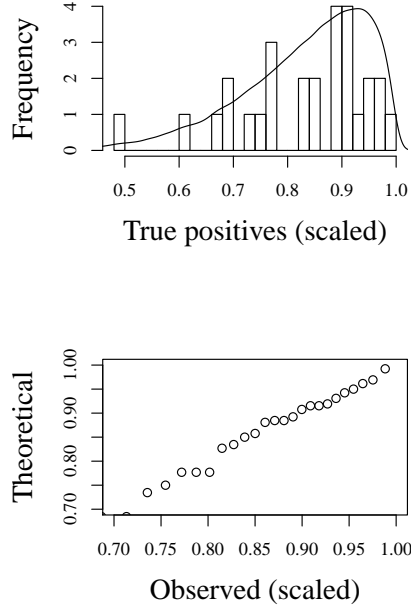 Frequency
4
3
2
1
0
0.5 0.6 0.7 0.8 0.9 1.0
True positives (scaled)
Theoretical
1.00
0.90
0.80
0.70
0.70 0.75 0.80 0.85 0.90 0.95 1.00
Observed (scaled)